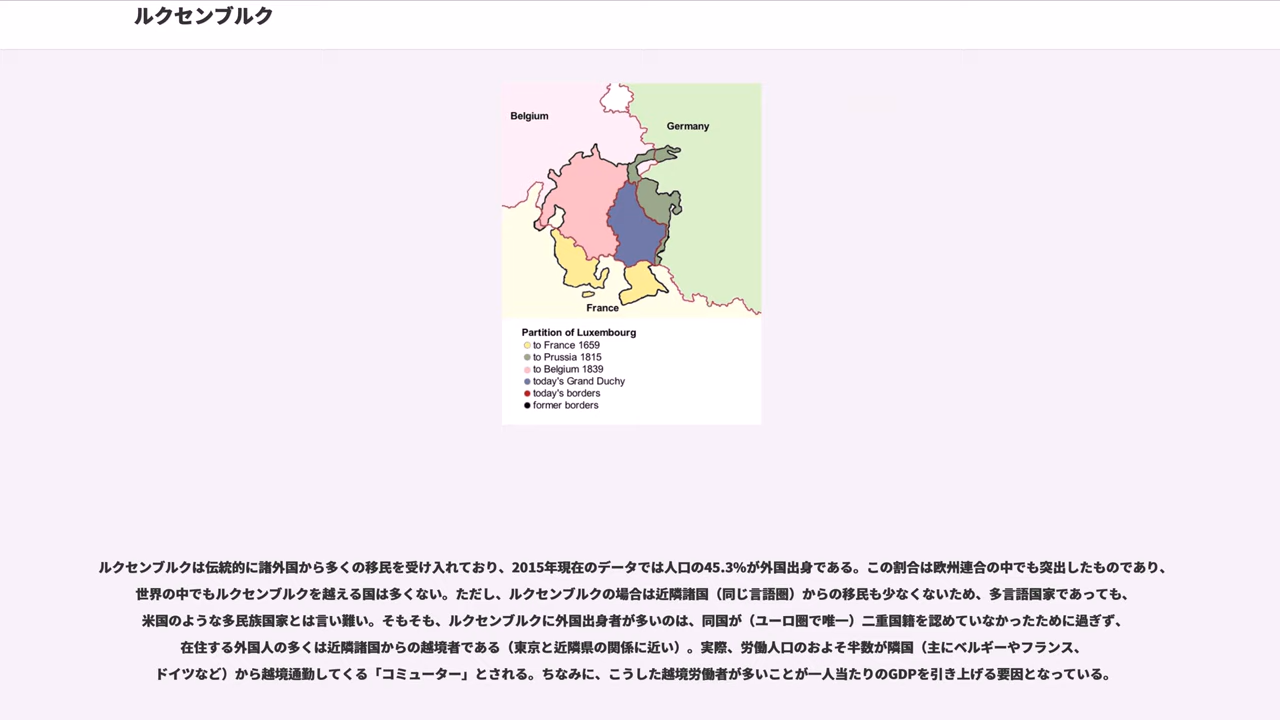 ルクセンブルク
Belgium
Germany
France
Partition of Luxembourg
to France 1659
to Prussia 1815
to Belgium 1839
today's Grand Duchy
today's borders
former borders
ルクセンブルクは伝統的に諸外国から多くの移民を受け入れており、2015年現在のデータでは人口の45.3%が外国出身である。この割合は欧州連合の中でも突出したものであり、
世界の中でもルクセンブルクを越える国は多くない。ただし、ルクセンブルクの場合は近隣諸国（同じ言語圏）からの移民も少なくないため、多言語国家であっても、
米国のような多民族国家とは言い難い。そもそも、ルクセンブルクに外国出身者が多いのは、同国が（ユーロ圏で唯一）二重国籍を認めていなかったために過ぎず、
在住する外国人の多くは近隣諸国からの越境者である（東京と近隣県の関係に近い）。実際、労働人口のおよそ半数が隣国（主にベルギーやフランス、
ドイツなど）から越境通勤してくる「コミューター」とされる。ちなみに、こうした越境労働者が多いことが一人当たりのGDPを引き上げる要因となっている。